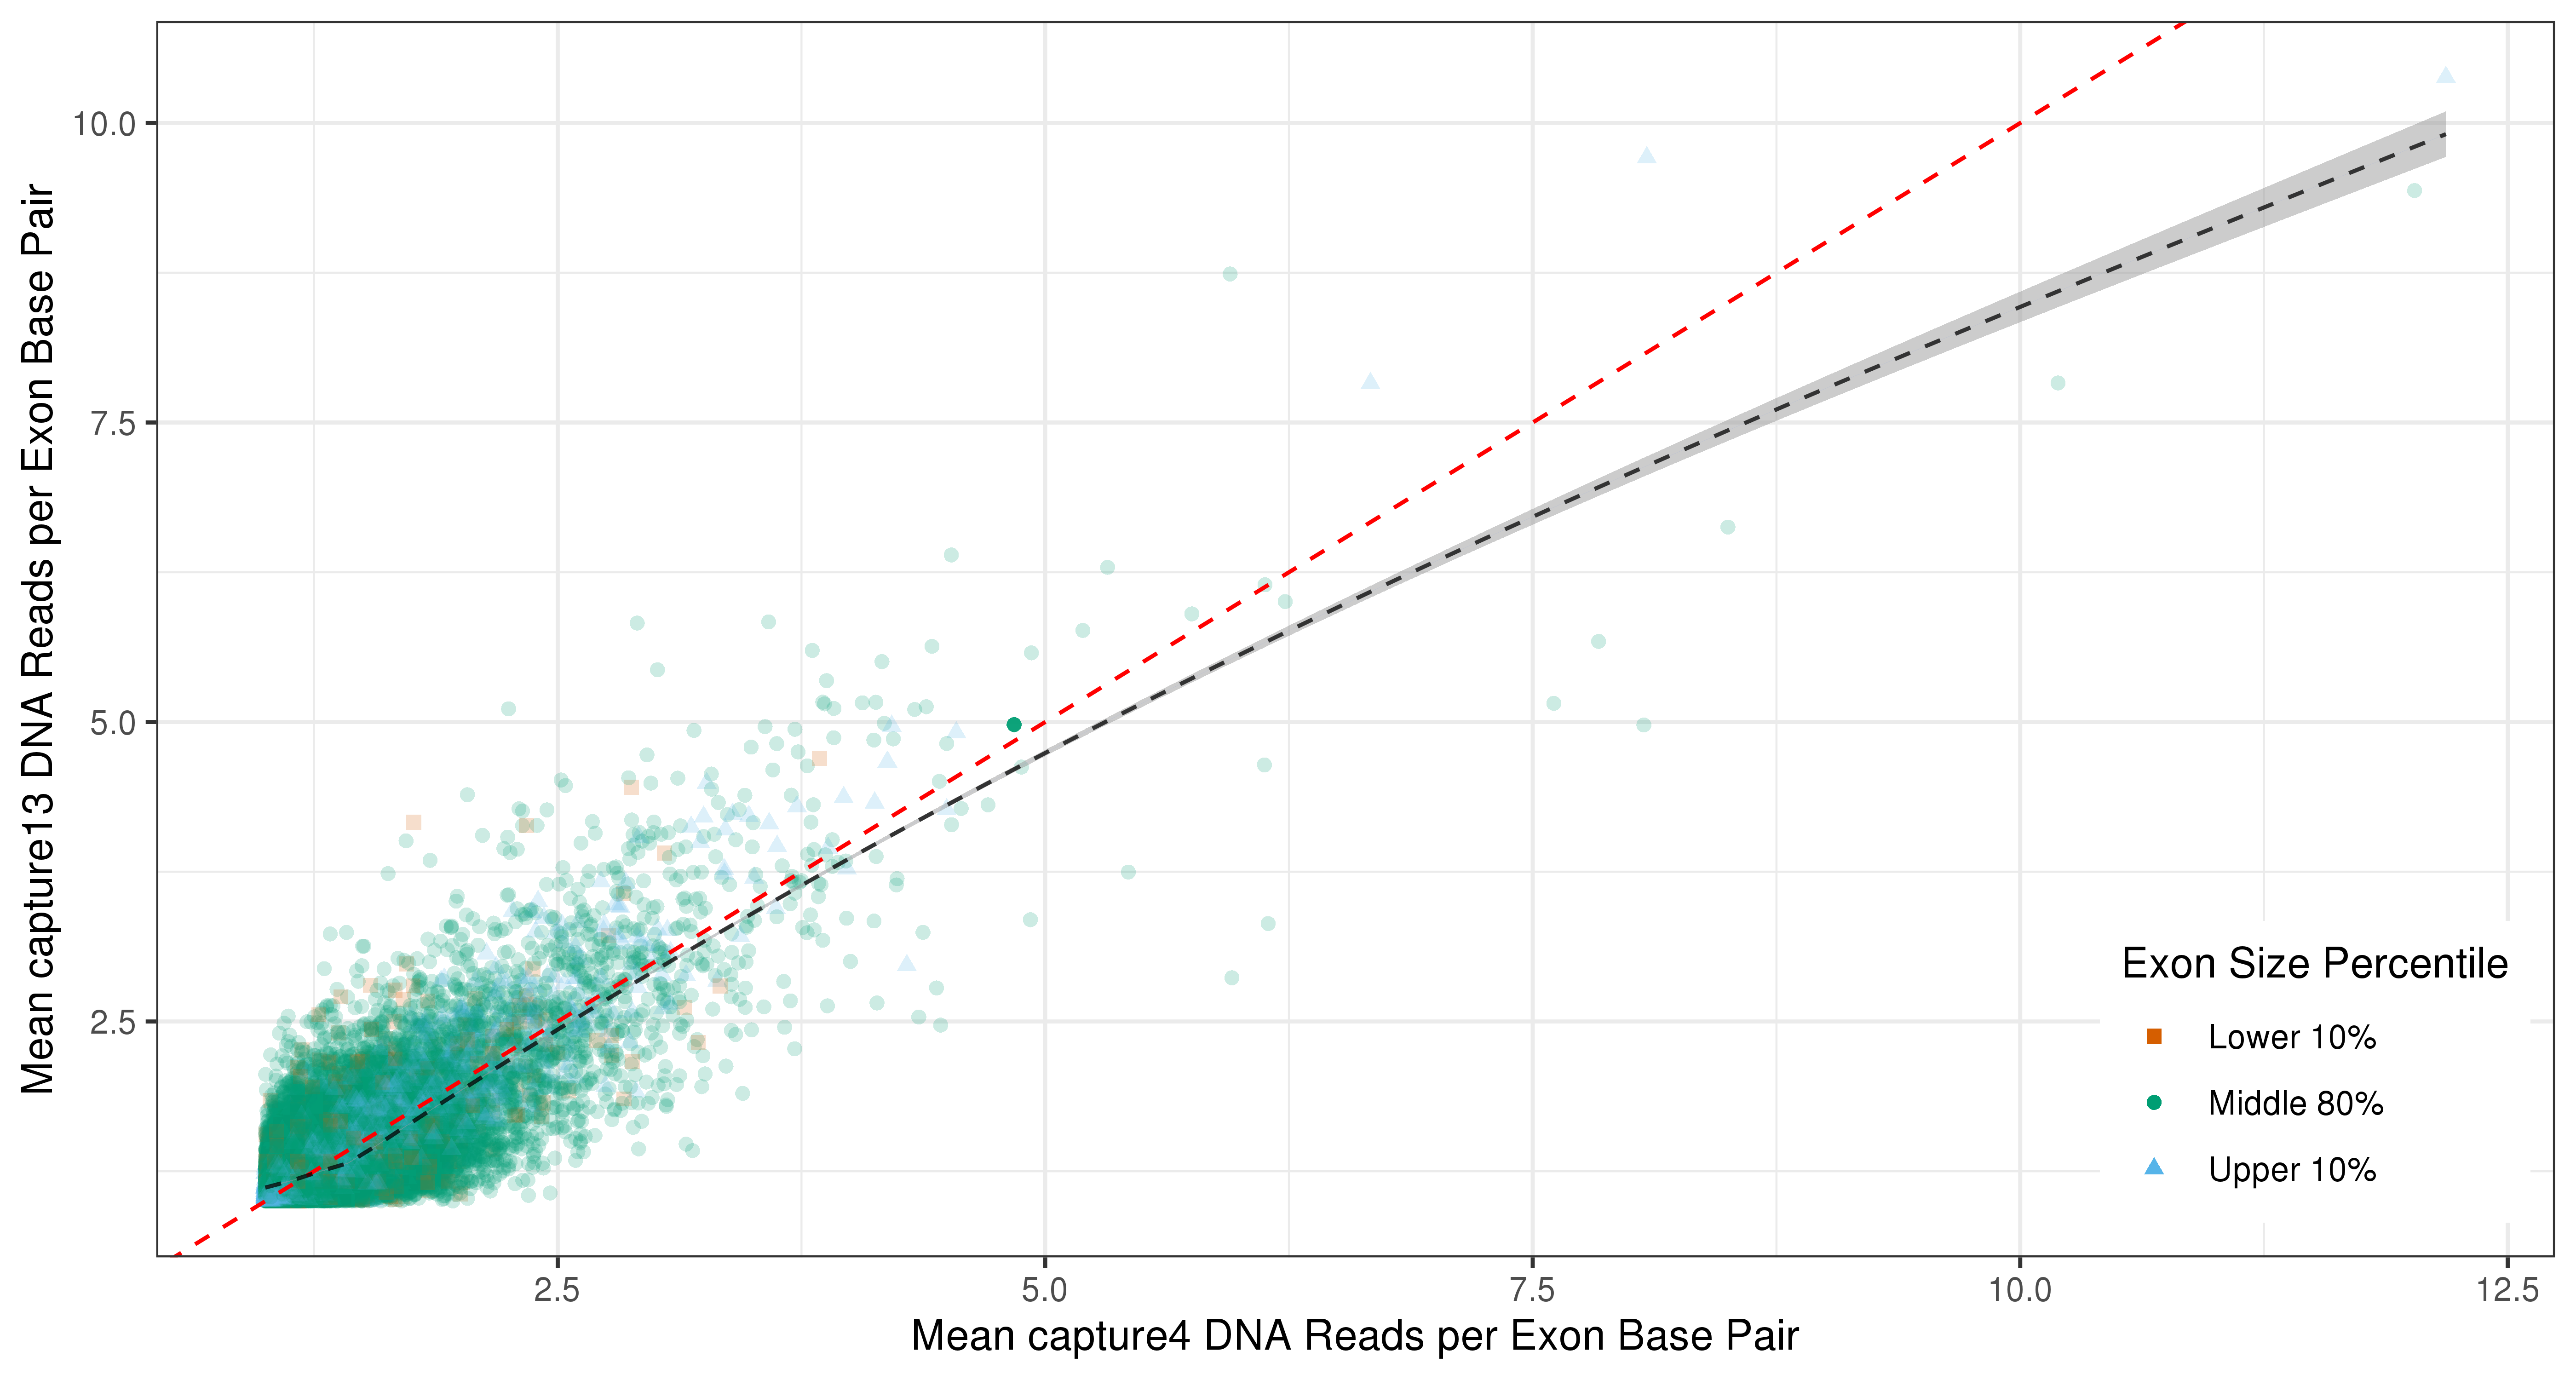 Mean capture13 DNA Reads per Exon Base Pair
10.0
7.5
5.0
2.5
Exon Size Percentile
Lower 10%
Middle 80%
Upper 10%
2.5
5.0
7.5
10.0
12.5
Mean capture4 DNA Reads per Exon Base Pair